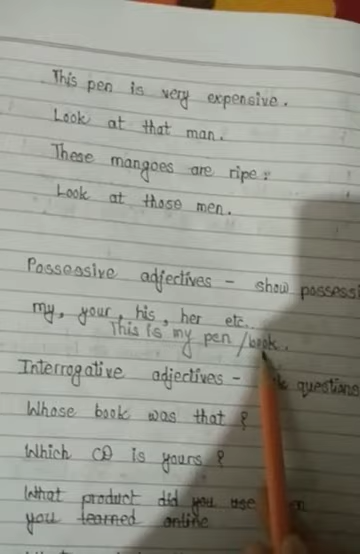 This pen is very expensive.
Look at that man.
These mangoes are ripe.
Look at those men.
Possessive adjectives - show possessi
my, your, his, her etc.
This is my pen /book.
Interrogative adjectives - questions
Whose book was that ?
Which CD is yours ?
What product did you use
you learned online